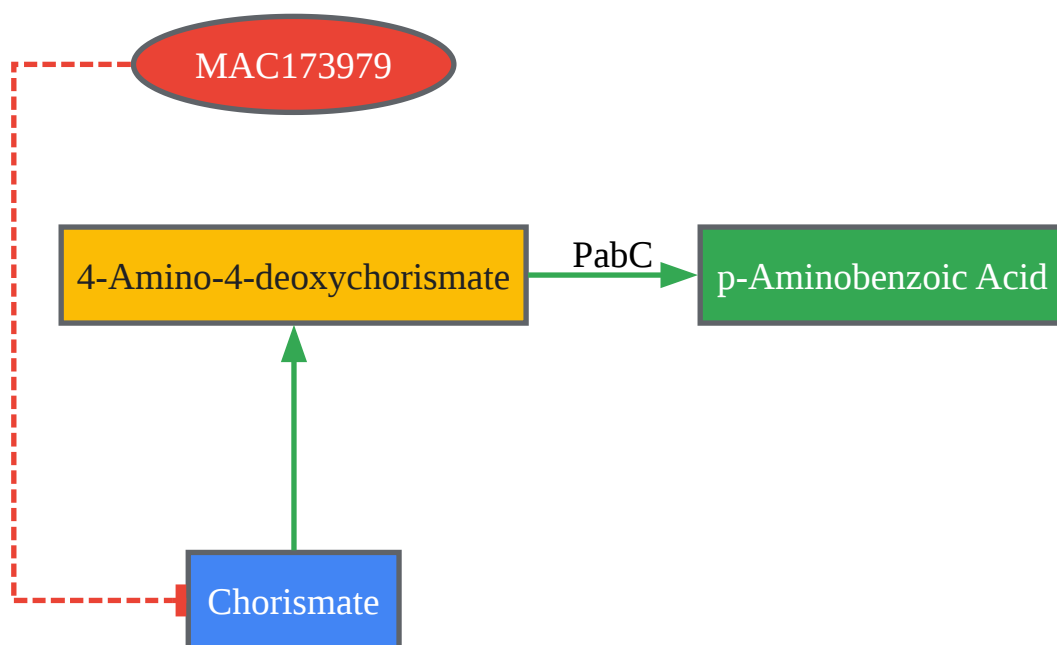 MAC173979
PabC
4-Amino-4-deoxychorismate
p-Aminobenzoic Acid
Chorismate